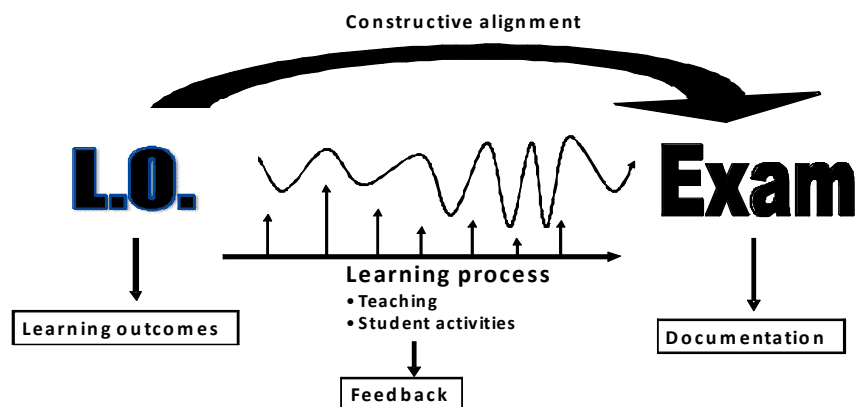 Constructive alignment
L.O.
Exam
Learning process
• Teaching
• Student activities
Learning outcomes
Documentation
Feedback